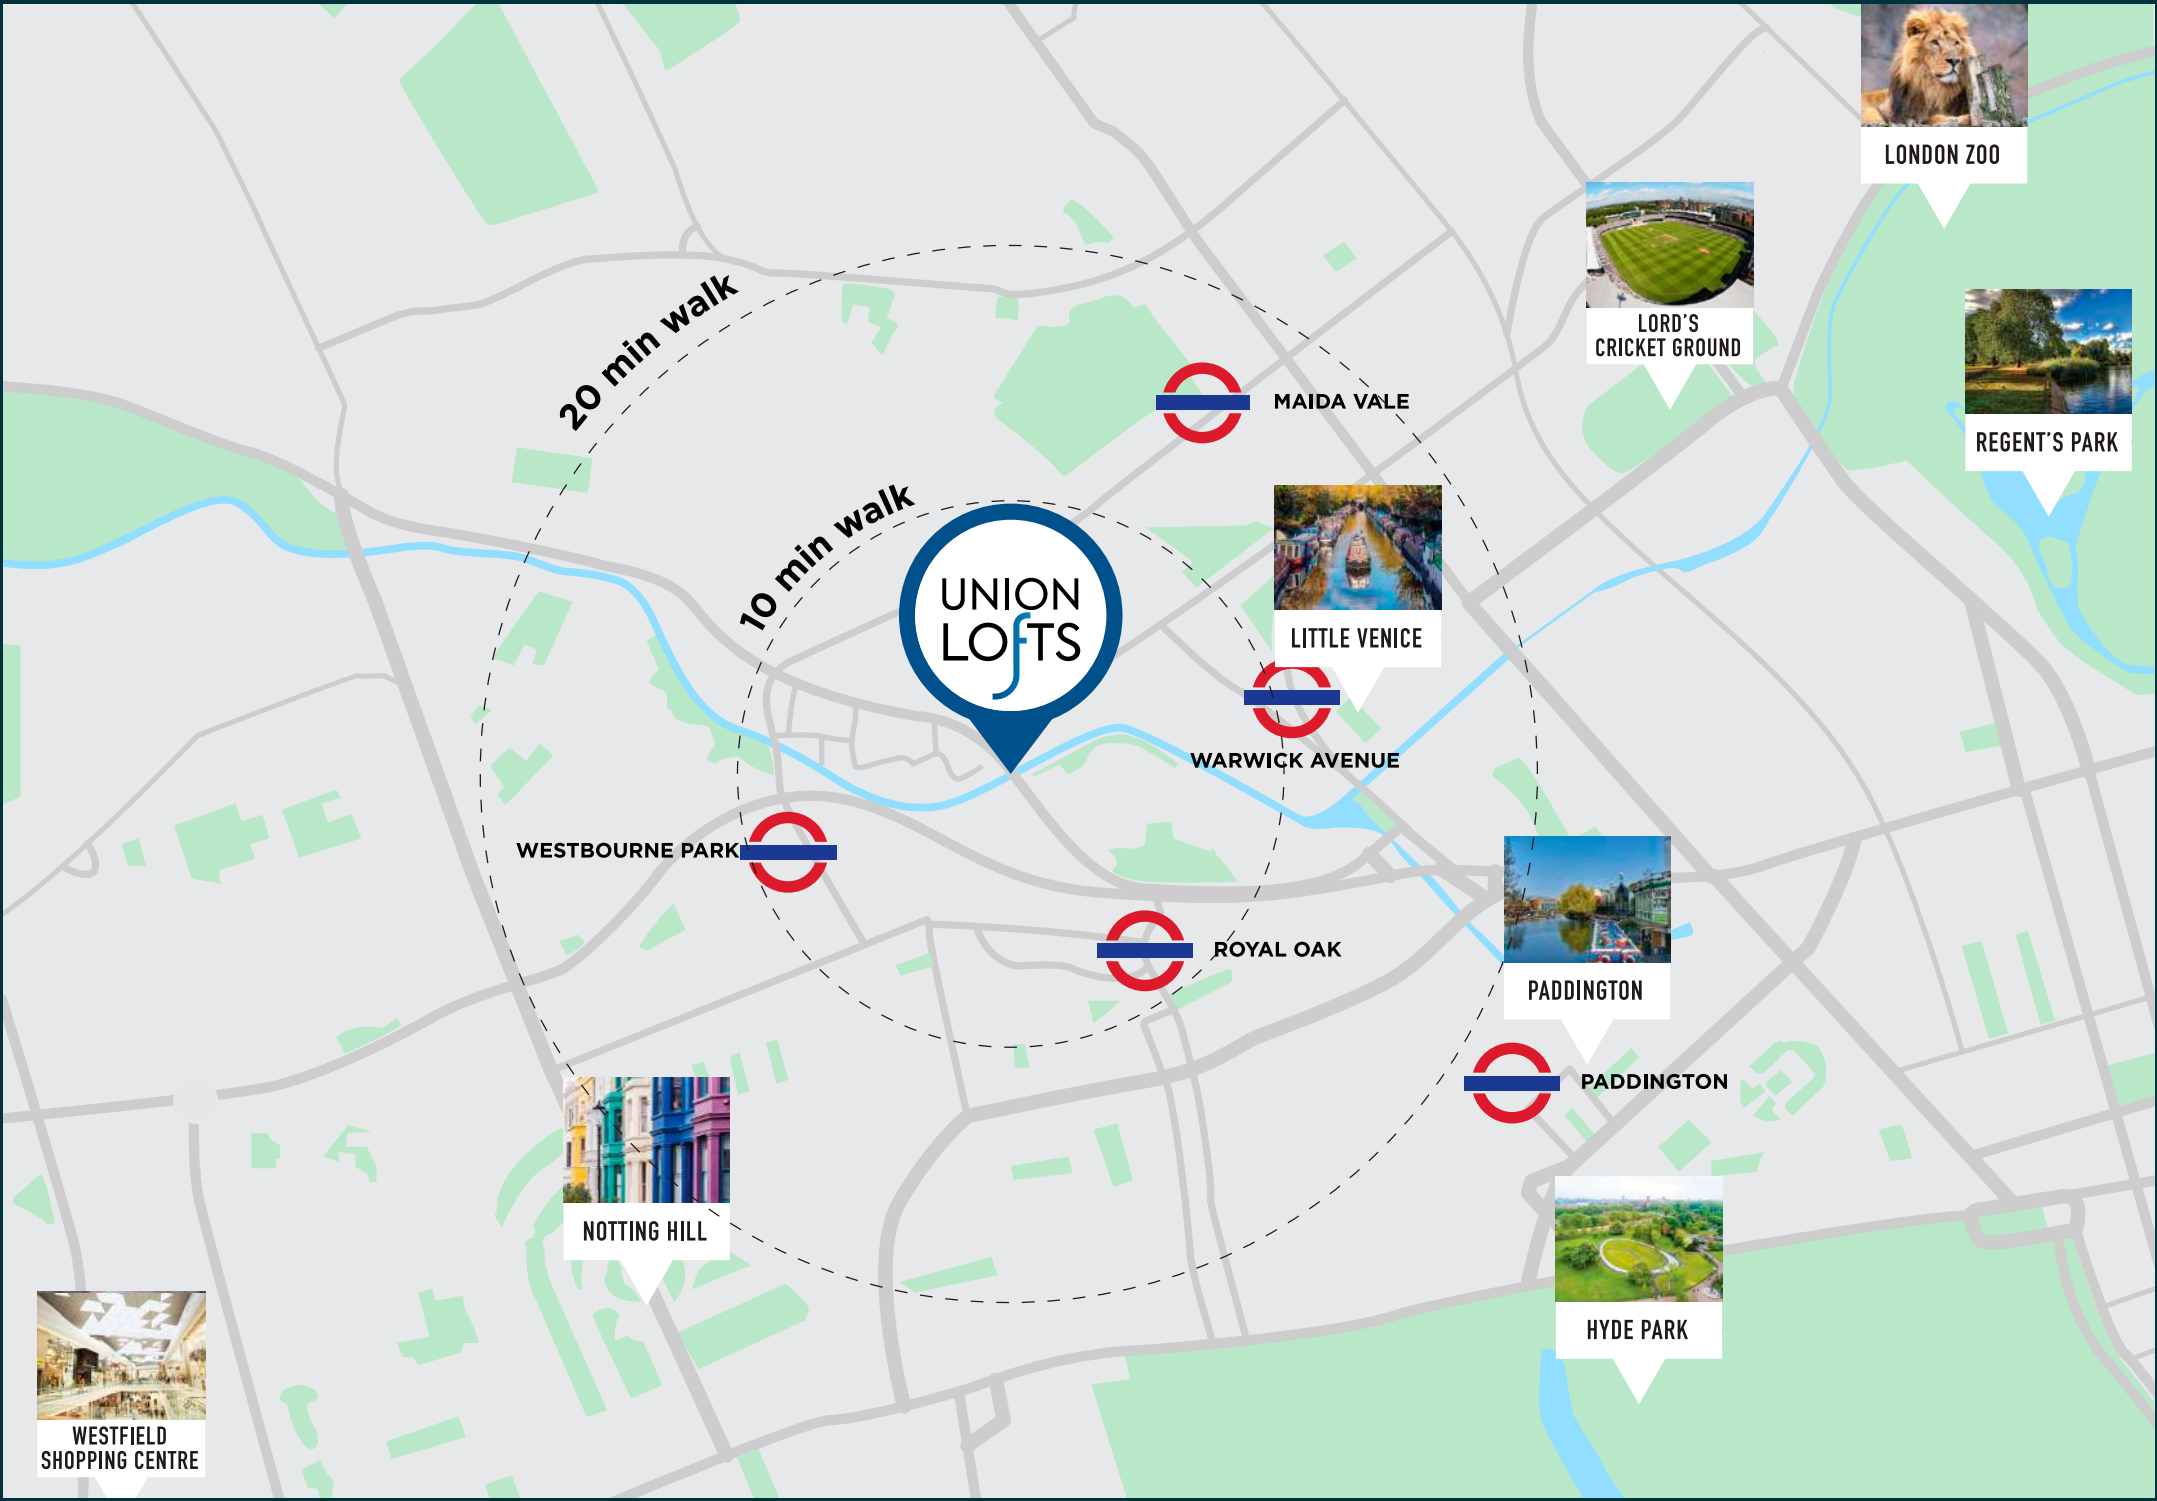 LONDON ZOO
LORD'S
CRICKET GROUND
REGENT'S PARK
20 min walk
MAIDA VALE
10 min walk
UNION
LOFTS
LITTLE VENICE
WARWICK AVENUE
WESTBOURNE PARK
ROYAL OAK
PADDINGTON
PADDINGTON
NOTTING HILL
HYDE PARK
WESTFIELD
SHOPPING CENTRE